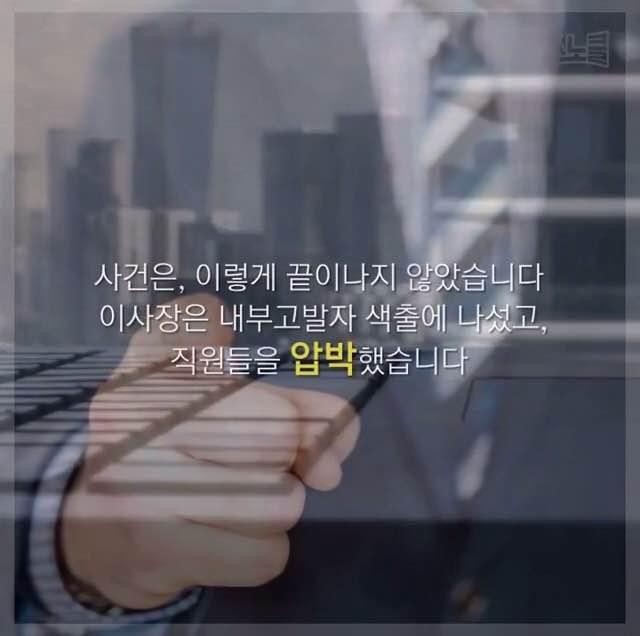 사건은, 이렇게 끝이나지 않았습니다
이사장은 내부고발자 색출에 나섰고,
직원들을 압박했습니다